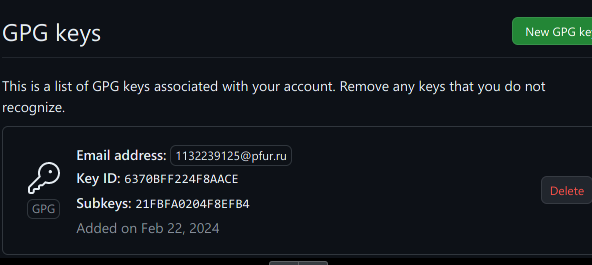 GPG keys
New GPG ke
This is a list of GPG keys associated with your account. Remove any keys that you do not
recognize.
Email address: 1132239125@pfur.ru
Key ID: 6370BFF224F8AACE
GPG
Subkeys: 21FBFA0204F8EFB4
Delete
Added on Feb 22, 2024